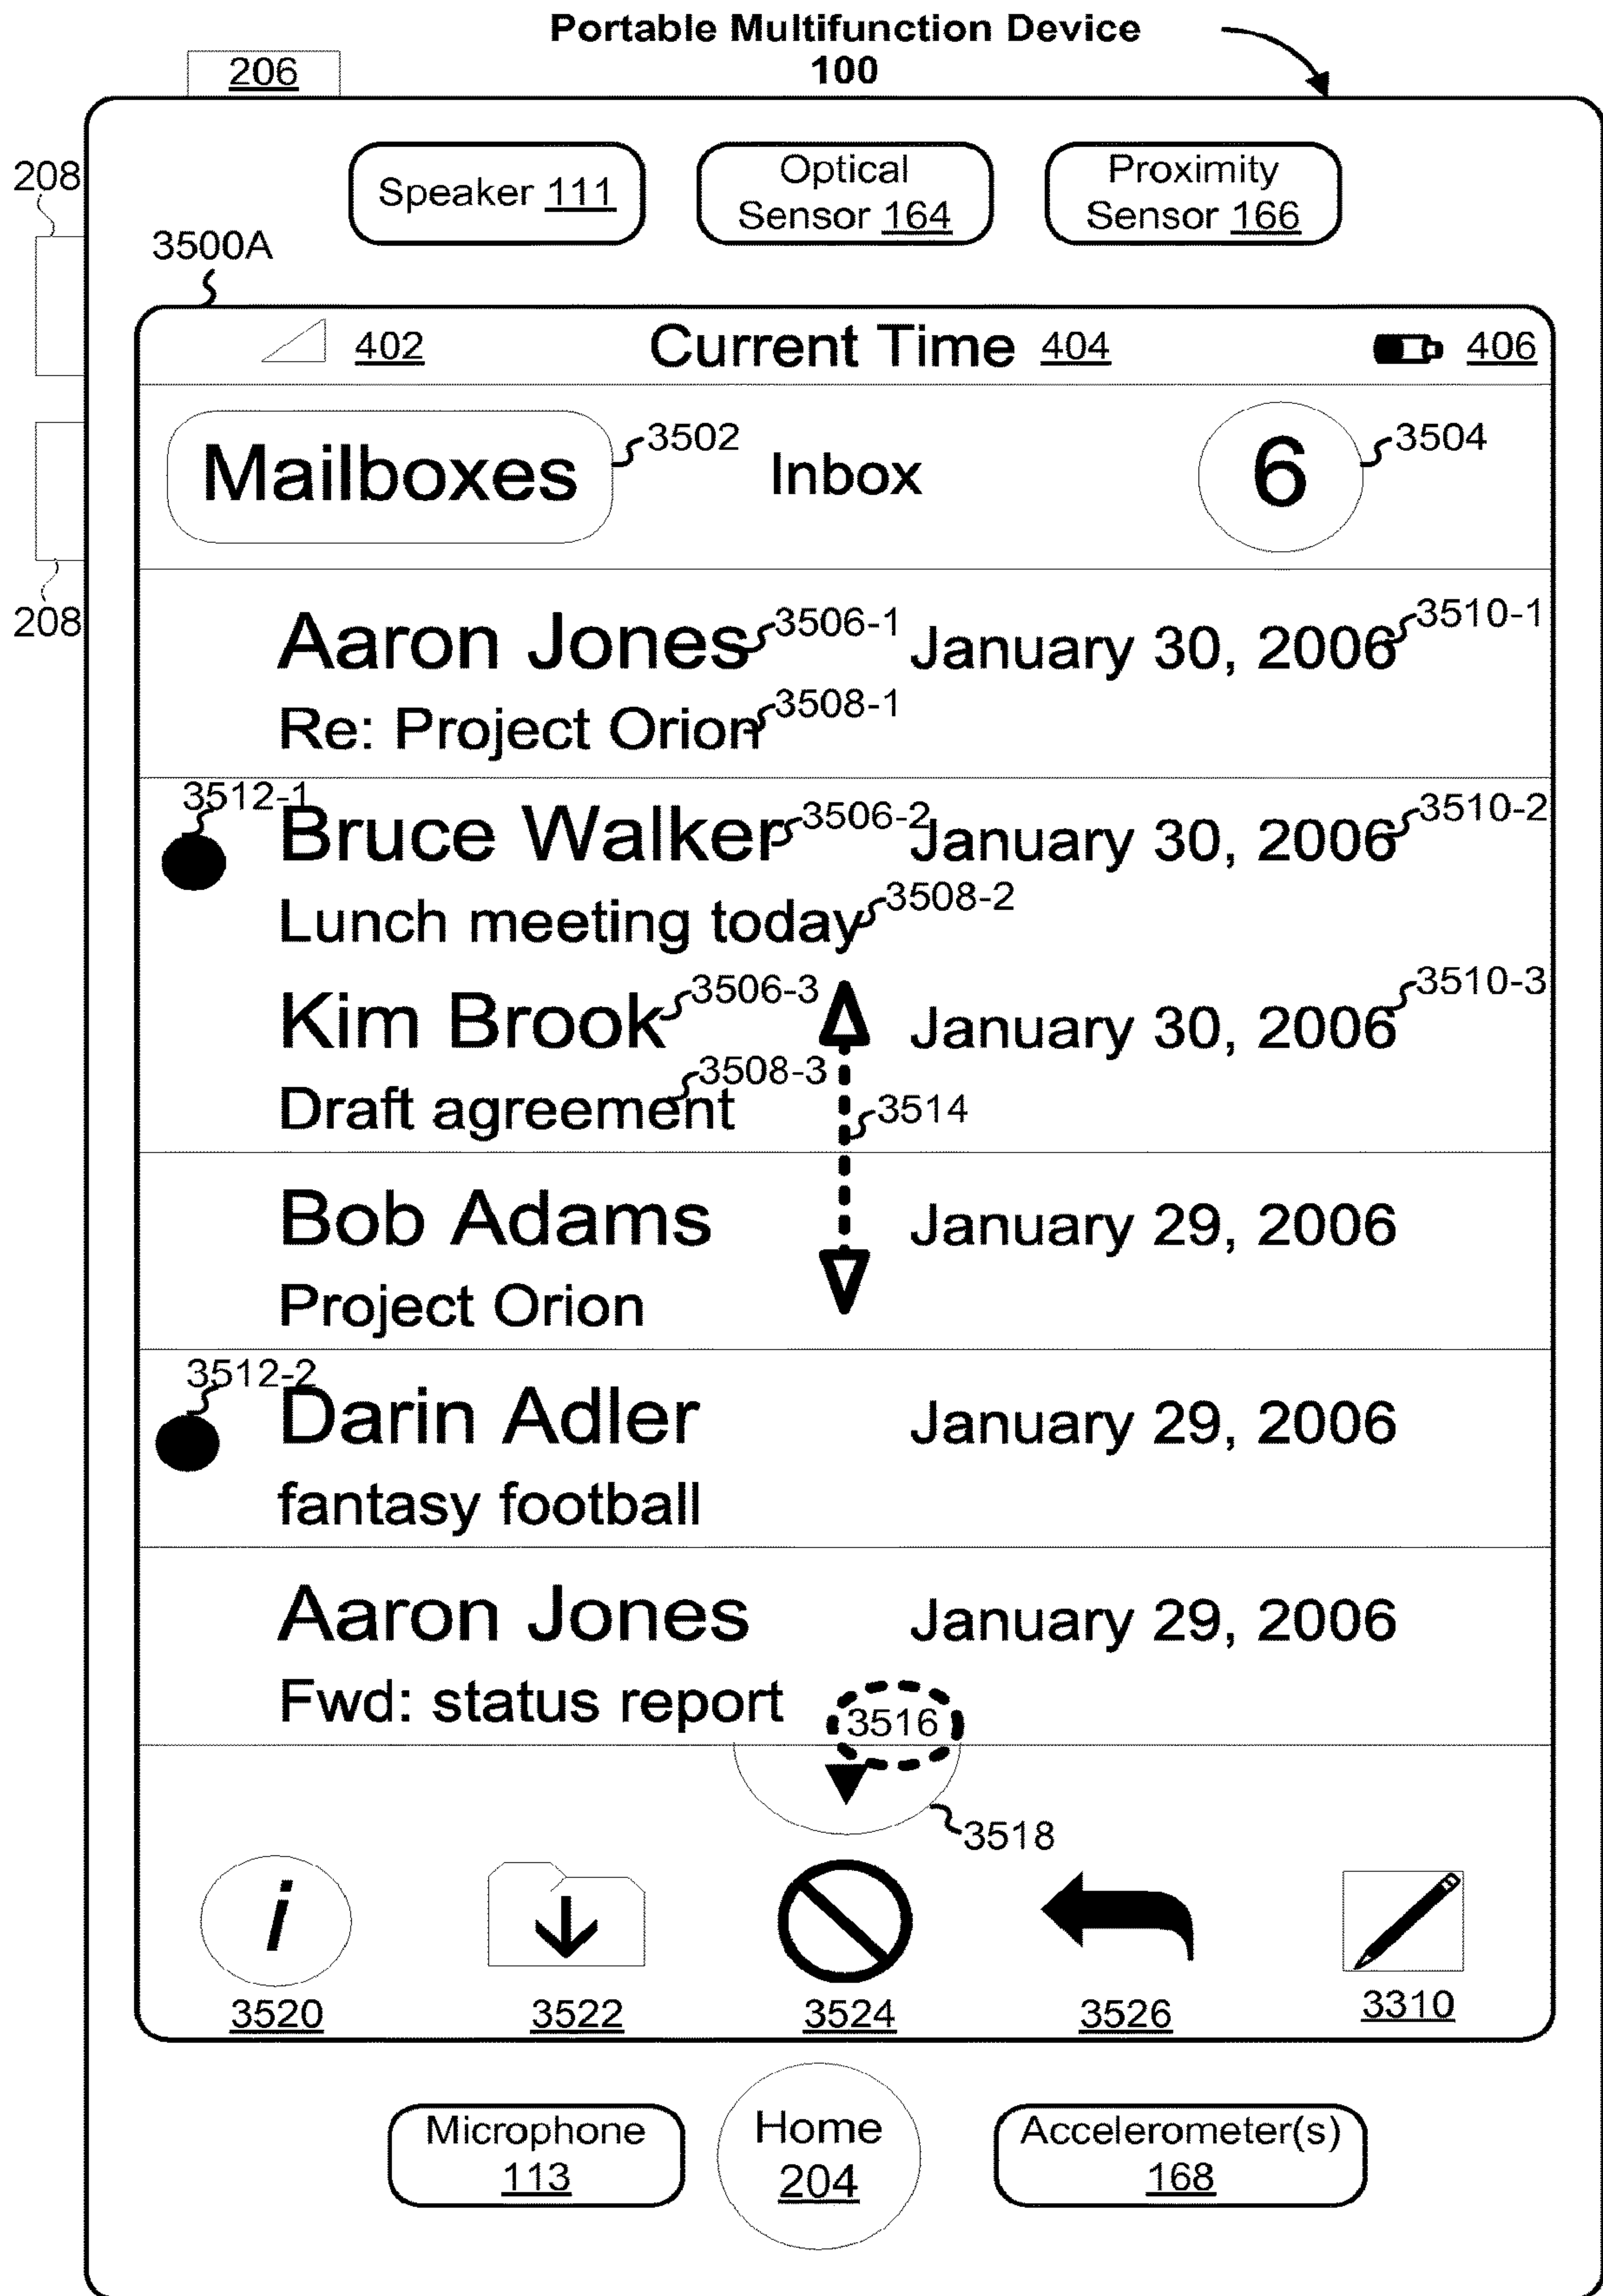 Portable Multifunction Device
100
206
208
Speaker 111
Optical
Sensor 164
Proximity
Sensor 166
3500A
402
Current Time 404
406
Mailboxes
3502
Inbox
6
3504
208
Aaron Jones
3506-1
January 30, 2006
3510-1
Re: Project Orion
3508-1
3512-1
Bruce Walker
3506-2
January 30, 2006
3510-2
Lunch meeting today
3508-2
Kim Brook
3506-3
January 30, 2006
3510-3
Draft agreement
3508-3
3514
Bob Adams
January 29, 2006
Project Orion
3512-2
Darin Adler
January 29, 2006
fantasy football
Aaron Jones
January 29, 2006
Fwd: status report
3516
3518
i
3520
3522
3524
3526
3310
Microphone
113
Home
204
Accelerometer(s)
168